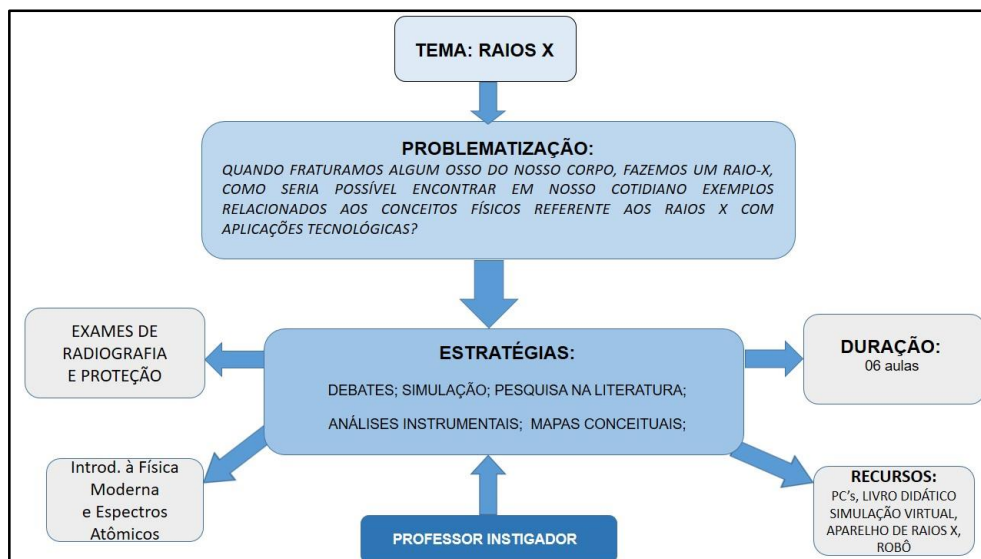 TEMA: RAIOS X
PROBLEMATIZAÇÃO:
QUANDO FRATURAMOS ALGUM OSSO DO NOSSO CORPO, FAZEMOS UM RAIO-X,
COMO SERIA POSSÍVEL ENCONTRAR EM NOSSO COTIDIANO EXEMPLOS
RELACIONADOS AOS CONCEITOS FÍSICOS REFERENTE AOS RAIOS X COM
APLICAÇÕES TECNOLÓGICAS?
EXAMES DE
RADIOGRAFIA
E PROTEÇÃO
ESTRATÉGIAS:
DEBATES; SIMULAÇÃO; PESQUISA NA LITERATURA;
ANÁLISES INSTRUMENTAIS; MAPAS CONCEITUAIS;
DURAÇÃO:
06 aulas
Introd. à Física
Moderna
e Espectros
Atômicos
RECURSOS:
PC's, LIVRO DIDÁTICO
SIMULAÇÃO VIRTUAL,
APARELHO DE RAIOS X,
ROBÔ
PROFESSOR INSTIGADOR